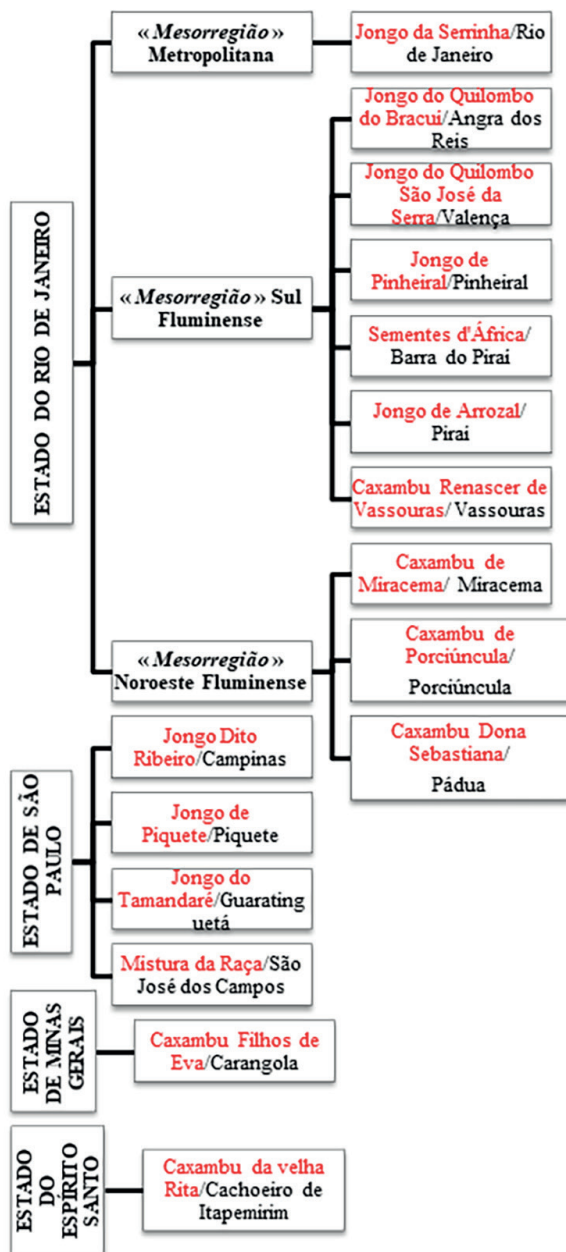 ESTADO DO RIO DE JANEIRO
« Mesorregião »
Metropolitana
Jongo da Serrinha/Rio
de Janeiro
« Mesorregião » Sul
Fluminense
Jongo do Quilombo
do Bracui/Angra dos
Reis
Jongo do Quilombo
São José da
Serra/Valença
Jongo de
Pinheiral/Pinheiral
Sementes d'África/
Barra do Pirai
Jongo de Arrozal/
Pirai
Caxambu Renascer de
Vassouras/ Vassouras
« Mesorregião »
Noroeste Fluminense
Caxambu de
Miracema/ Miracema
Caxambu de
Porciúncula/
Porciúncula
Caxambu Dona
Sebastiana/
Pádua
ESTADO DE SÃO
PAULO
Jongo Dito
Ribeiro/Campinas
Jongo de
Piquete/Piquete
Jongo do
Tamandaré/Guarating
uetá
Mistura da Raça/São
José dos Campos
ESTADO
DE MINAS
GERAIS
Caxambu Filhos de
Eva/Carangola
ESTADO
DO
ESPÍRITO
SANTO
Caxambu da velha
Rita/Cachoeiro de
Itapemirim